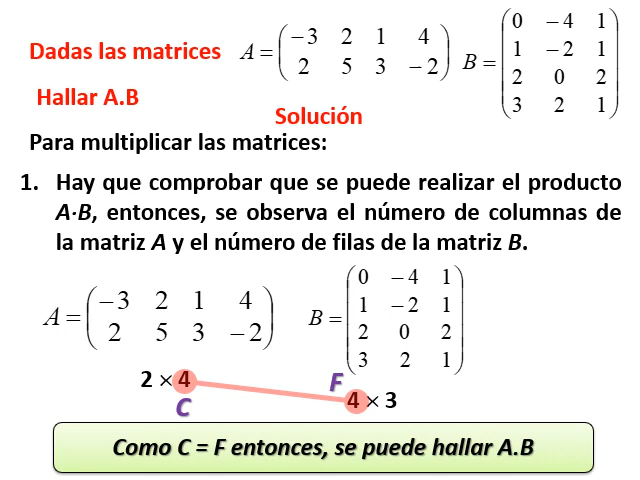 Dadas las matrices A = ( −3 2 1 4
2 5 3 −2 ) B = ( 0 −4 1
1 −2 1
2 0 2
3 2 1 )
Hallar A.B
Solución
Para multiplicar las matrices:
1. Hay que comprobar que se puede realizar el producto
A·B, entonces, se observa el número de columnas de
la matriz A y el número de filas de la matriz B.
A = ( −3 2 1 4
2 5 3 −2 ) B = ( 0 −4 1
1 −2 1
2 0 2
3 2 1 )
2 × 4 F
C 4 × 3
Como C = F entonces, se puede hallar A.B